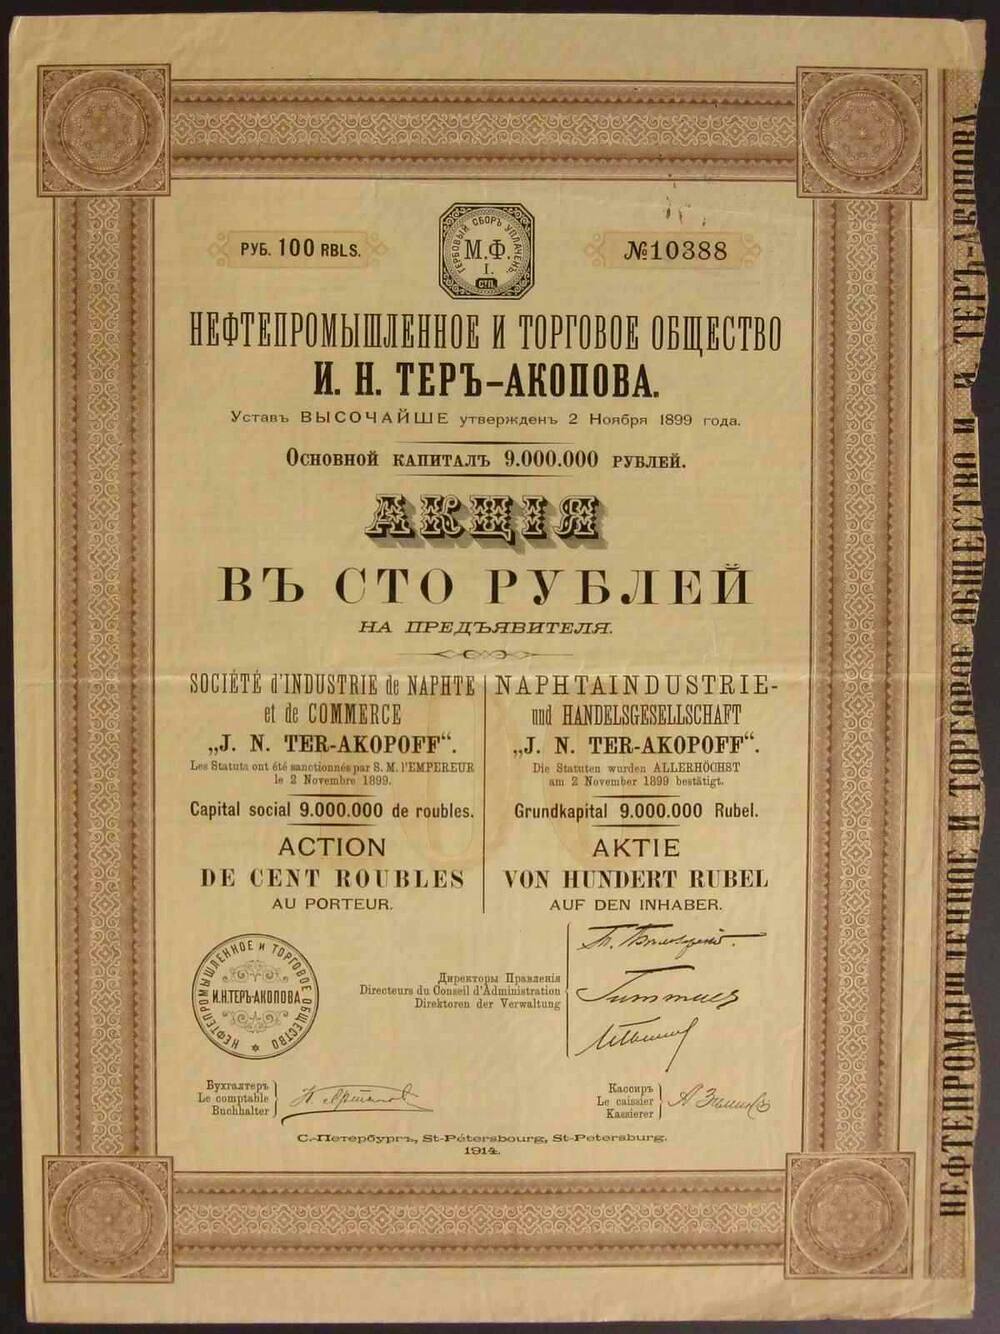 РУБ. 100 RBLS.
ГЕРБОВЫЙ СБОРЪ УПЛАЧЕНЪ
М.Ф.
I.
СТП.
№10388
НЕФТЕПРОМЫШЛЕННОЕ И ТОРГОВОЕ ОБЩЕСТВО
И. Н. ТЕРЪ-АКОПОВА.
Уставъ ВЫСОЧАЙШЕ утвержденъ 2 Ноября 1899 года.
ОСНОВНОЙ КАПИТАЛЪ 9.000.000 РУБЛЕЙ.
АКЦІЯ
ВЪ СТО РУБЛЕЙ
НА ПРЕДЪЯВИТЕЛЯ.
SOCIÉTÉ d'INDUSTRIE de NAPHTE
et de COMMERCE
„J. N. TER-AKOPOFF“.
Les Statuts ont été sanctionnés par S. M. l'EMPEREUR
le 2 Novembre 1899.
Capital social 9.000.000 de roubles.
ACTION
DE CENT ROUBLES
AU PORTEUR.
NAPHTAINDUSTRIE-
und HANDELSGESELLSCHAFT
„J. N. TER-AKOPOFF“.
Die Statuten wurden ALLERHÖCHST
am 2 November 1899 bestätigt.
Grundkapital 9.000.000 Rubel.
AKTIE
VON HUNDERT RUBEL
AUF DEN INHABER.
НЕФТЕПРОМЫШЛЕННОЕ И ТОРГОВОЕ ОБЩЕСТВО
И.Н.ТЕРЪ-АКОПОВА
Директоры Правленія
Directeurs du Conseil d'Administration
Direktoren der Verwaltung
Бухгалтеръ
Le comptable
Buchhalter
Кассиръ
Le caissier
Kassierer
С.-Петербургъ, St-Pétersbourg, St-Petersburg.
1914.
НЕФТЕПРОМЫШЛЕННОЕ И ТОРГОВОЕ ОБЩЕСТВО И. ТЕРЪ-АКОПОВА